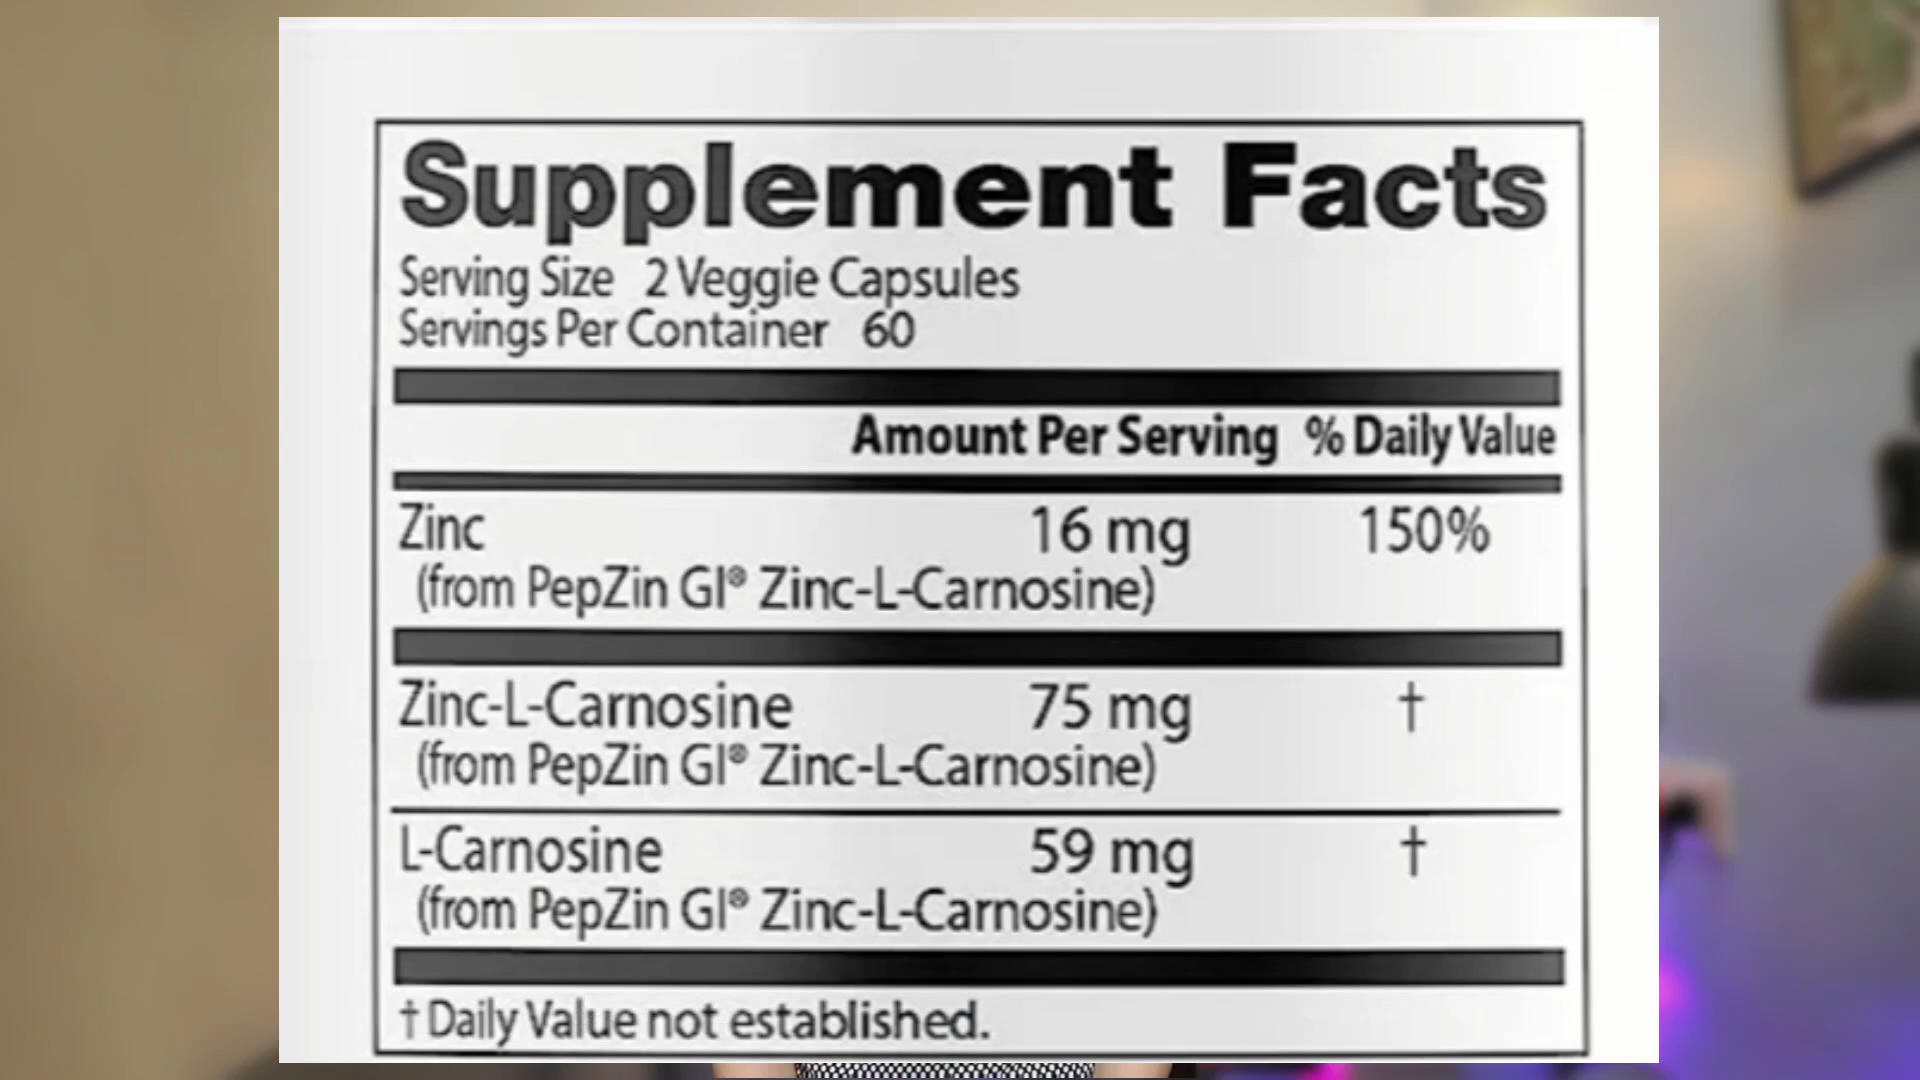 Supplement Facts
Serving Size 2 Veggie Capsules
Servings Per Container 60
Amount Per Serving % Daily Value
Zinc 16 mg 150%
(from PepZin GI® Zinc-L-Carnosine)
Zinc-L-Carnosine 75 mg †
(from PepZin GI® Zinc-L-Carnosine)
L-Carnosine 59 mg †
(from PepZin GI® Zinc-L-Carnosine)
† Daily Value not established.